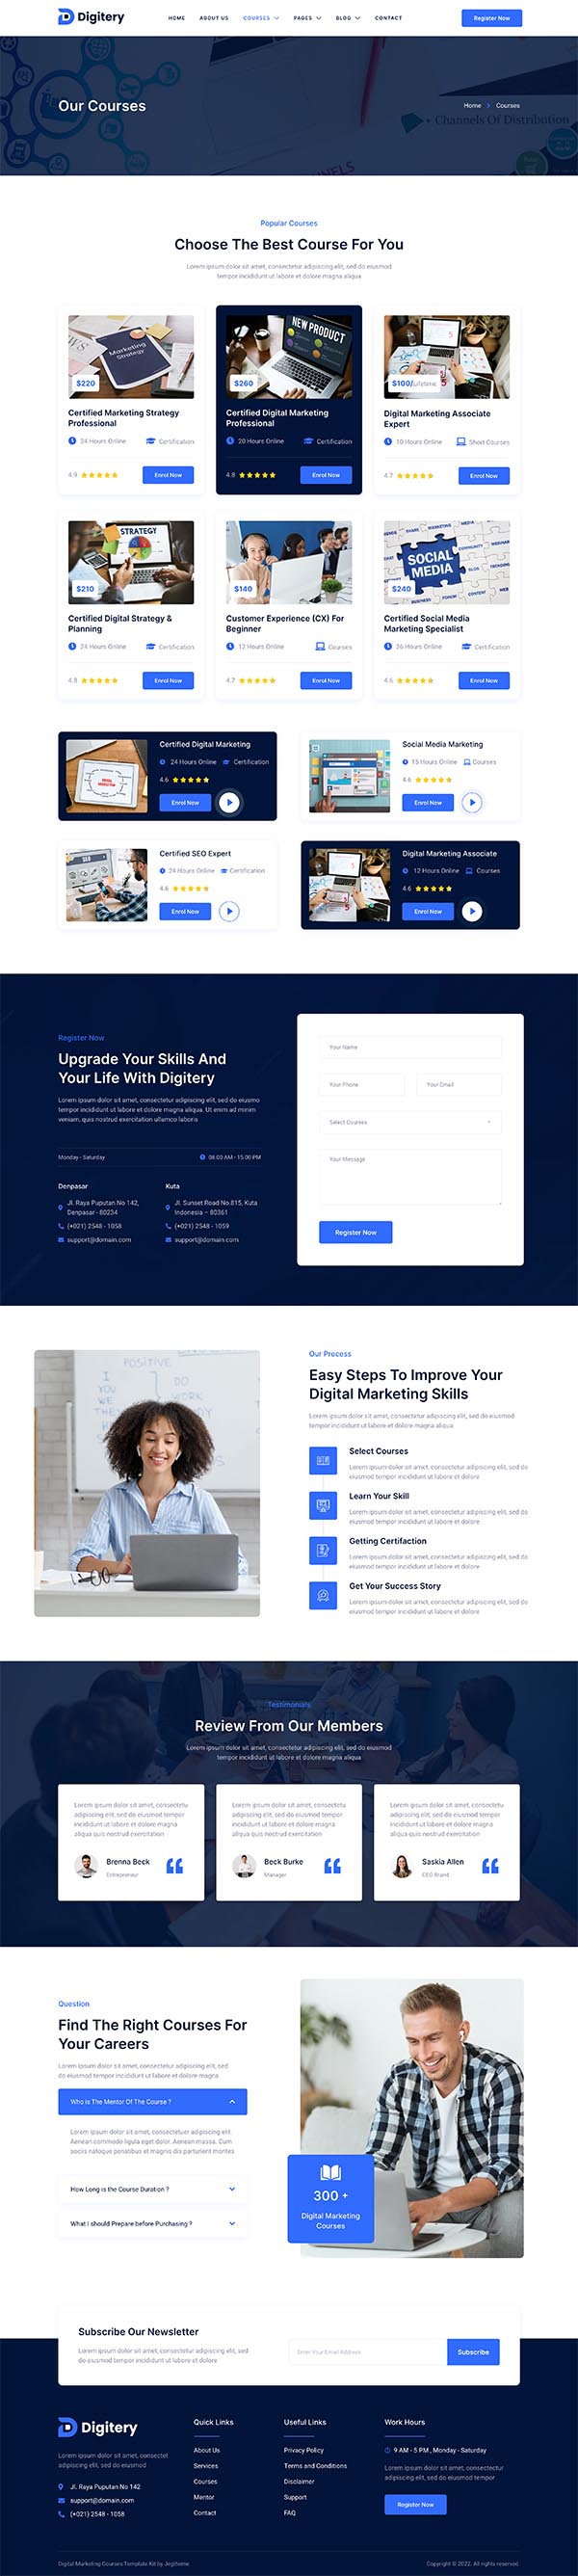 Digitery
HOME ABOUT US COURSES PAGES BLOG CONTACT
Register Now
Our Courses
Home Courses
Channels Of Distribution
Popular Courses
Choose The Best Course For You
Lorem ipsum dolor sit amet, consectetur adipiscing elit, sed do eiusmod
tempor incididunt ut labore et dolore magna aliqua
Marketing
Strategy
NEW PRODUCT
$220
$260
$100/Lifetime
Certified Marketing Strategy
Professional
Certified Digital Marketing
Professional
Digital Marketing Associate
Expert
24 Hours Online Certification
20 Hours Online Certification
10 Hours Online Short Courses
4.9 Enrol Now
4.8 Enrol Now
4.7 Enrol Now
STRATEGY
SOCIAL
MEDIA
$210
$140
$240
Certified Digital Strategy &
Planning
Customer Experience (CX) For
Beginner
Certified Social Media
Marketing Specialist
24 Hours Online Certification
12 Hours Online Courses
26 Hours Online Certification
4.8 Enrol Now
4.7 Enrol Now
4.6 Enrol Now
Certified Digital Marketing
24 Hours Online Certification
4.6
Enrol Now
Social Media Marketing
15 Hours Online Courses
4.6
Enrol Now
Certified SEO Expert
24 Hours Online Certification
4.6
Enrol Now
Digital Marketing Associate
12 Hours Online Courses
4.6
Enrol Now
Register Now
Upgrade Your Skills And
Your Life With Digitery
Lorem ipsum dolor sit amet, consectetur adipiscing elit, sed do eiusmo
tempor incididunt ut labore et dolore magna aliqua. Ut enim ad minim
veniam, quis nostrud exercitation ullamco laboris
Monday - Saturday 08.00 AM - 15.00 PM
Denpasar
Jl. Raya Puputan No 142,
Denpasar - 80234
(+021) 2548 - 1058
support@domain.com
Kuta
Jl. Sunset Road No 815, Kuta
Indonesia – 80361
(+021) 2548 - 1059
support@domain.com
Your Name
Your Phone Your Email
Select Courses
Your Message
Register Now
POSITIVE
Our Process
Easy Steps To Improve Your
Digital Marketing Skills
Lorem ipsum dolor sit amet, consectetur adipiscing elit, sed do eiusmod
tempor incididunt ut labore et dolore magna aliqua
Select Courses
Lorem ipsum dolor sit amet, consectetur adipiscing elit, sed do
eiusmod tempor incididunt ut labore et dolore
Learn Your Skill
Lorem ipsum dolor sit amet, consectetur adipiscing elit, sed do
eiusmod tempor incididunt ut labore et dolore
Getting Certifaction
Lorem ipsum dolor sit amet, consectetur adipiscing elit, sed do
eiusmod tempor incididunt ut labore et dolore
Get Your Success Story
Lorem ipsum dolor sit amet, consectetur adipiscing elit, sed do
eiusmod tempor incididunt ut labore et dolore
Testimonials
Review From Our Members
Lorem ipsum dolor sit amet, consectetur adipiscing elit, sed do eiusmod
tempor incididunt ut labore et dolore magna aliqua
Lorem ipsum dolor sit amet, consectetu
adipiscing elit, sed do eiusmod tempor
incididunt ut labore et dolore magna
aliqua quis nostrud exercitation
Brenna Beck
Entrepreneur
Lorem ipsum dolor sit amet, consectetu
adipiscing elit, sed do eiusmod tempor
incididunt ut labore et dolore magna
aliqua quis nostrud exercitation
Beck Burke
Manager
Lorem ipsum dolor sit amet, consectetu
adipiscing elit, sed do eiusmod tempor
incididunt ut labore et dolore magna
aliqua quis nostrud exercitation
Saskia Allen
CEO Brand
Question
Find The Right Courses For
Your Careers
Lorem ipsum dolor sit amet, consectetur adipiscing elit, sed
do eiusmod tempor incididunt ut labore et dolore magna
Who Is The Mentor Of The Course ?
Lorem ipsum dolor sit amet, consectetuer adipiscing elit.
Aenean commodo ligula eget dolor. Aenean massa. Cum
sociis natoque penatibus et magnis dis parturient montes
How Long is the Course Duration ?
What I should Prepare before Purchasing ?
300 +
Digital Marketing
Courses
Subscribe Our Newsletter
Lorem ipsum dolor sit amet, consectetur adipiscing elit, sed
do eiusmod tempor incididunt ut labore et dolore
Enter Your Email Address
Subscribe
Digitery
Lorem ipsum dolor sit amet, consectet
adipiscing elit, sed do eiusmod
Jl. Raya Puputan No 142
support@domain.com
(+021) 2548 - 1058
Quick Links
About Us
Services
Courses
Mentor
Contact
Useful Links
Privacy Policy
Terms and Conditions
Disclaimer
Support
FAQ
Work Hours
9 AM - 5 PM , Monday - Saturday
Lorem ipsum dolor sit amet, consectetur
adipiscing elit, sed do eiusmod tempor
Register Now
Digital Marketing Courses Template Kit by Jegtheme
Copyright © 2022. All rights reserved.